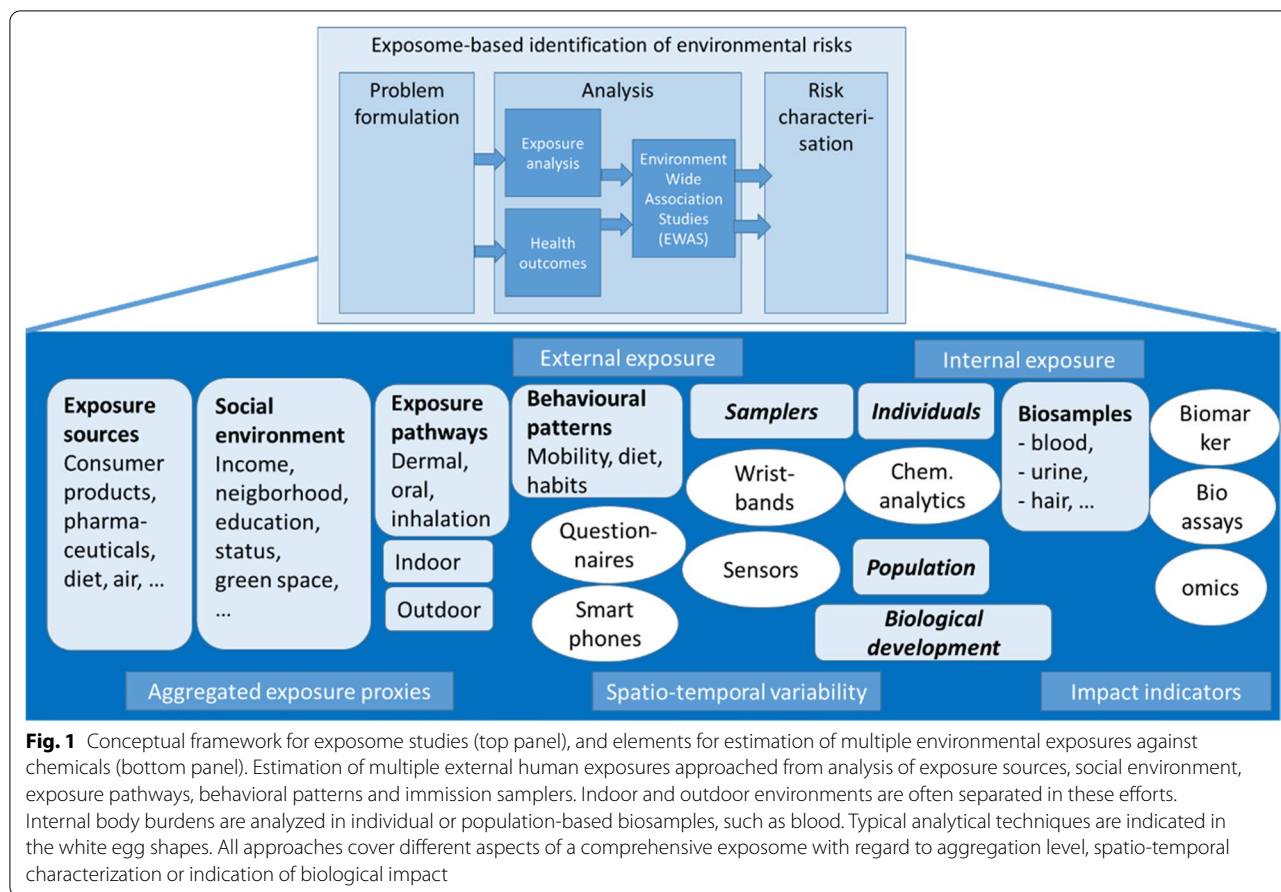 Exposome-based identification of environmental risks
Problem
formulation
Analysis
Risk
characteri-
sation
Exposure
analysis
Health
outcomes
Environment
Wide
Association
Studies
(EWAS)
External exposure
Internal exposure
Exposure
sources
Consumer
products,
pharma-
ceuticals,
diet, air, ...
Social
environment
Income,
neigborhood,
education,
status,
green space,
...
Exposure
pathways
Dermal,
oral,
inhalation
Indoor
Outdoor
Behavioural
patterns
Mobility, diet,
habits
Question-
naires
Smart
phones
Samplers
Wrist-
bands
Sensors
Individuals
Chem.
analytics
Population
Biological
development
Biosamples
- blood,
- urine,
- hair, ...
Biomar
ker
Bio
assays
omics
Aggregated exposure proxies
Spatio-temporal variability
Impact indicators
Fig. 1 Conceptual framework for exposome studies (top panel), and elements for estimation of multiple environmental exposures against
chemicals (bottom panel). Estimation of multiple external human exposures approached from analysis of exposure sources, social environment,
exposure pathways, behavioral patterns and immission samplers. Indoor and outdoor environments are often separated in these efforts.
Internal body burdens are analyzed in individual or population-based biosamples, such as blood. Typical analytical techniques are indicated in
the white egg shapes. All approaches cover different aspects of a comprehensive exposome with regard to aggregation level, spatio-temporal
characterization or indication of biological impact